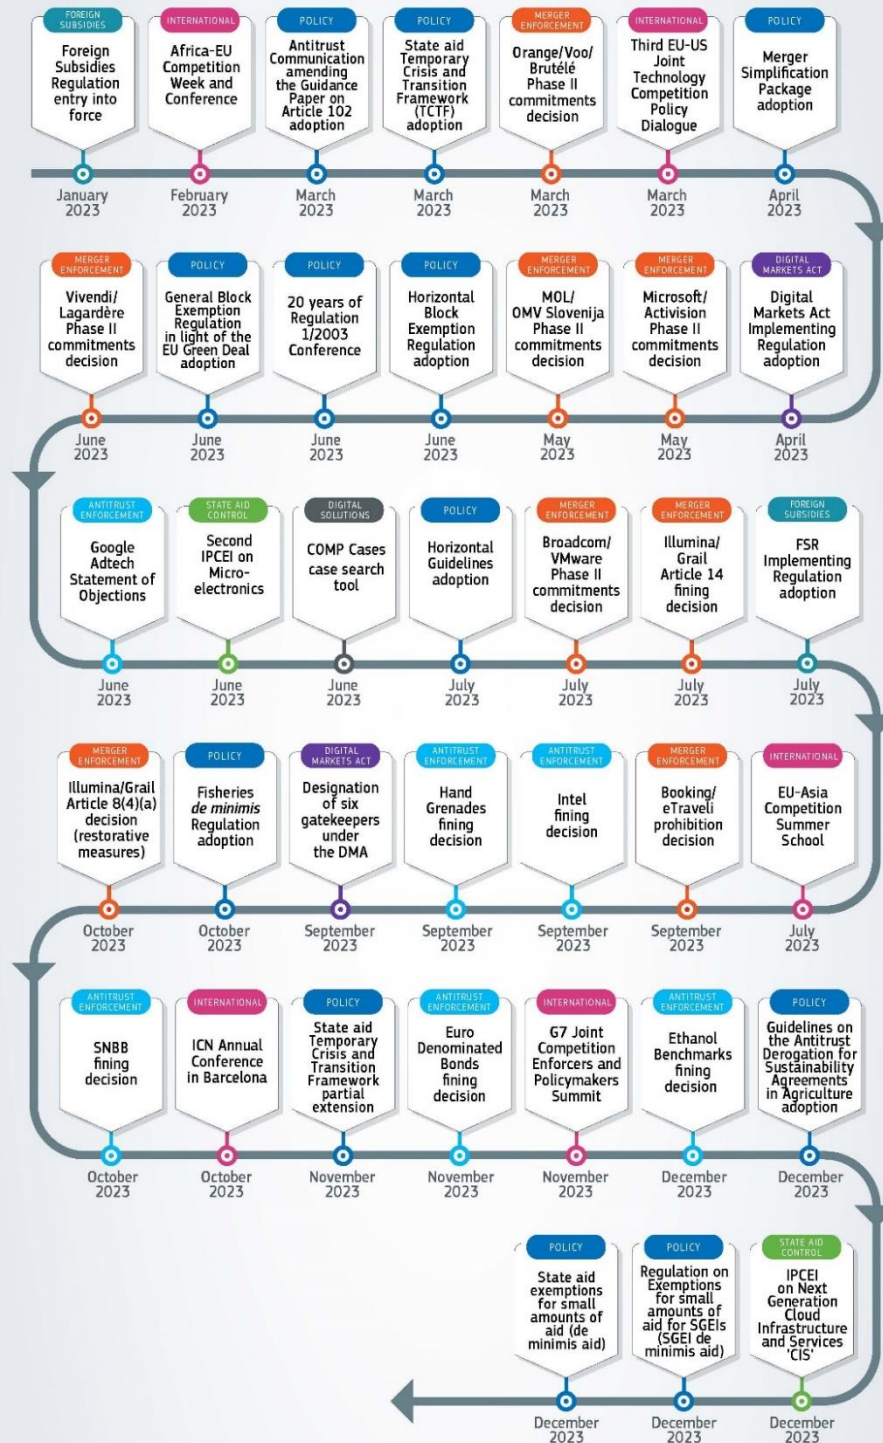 FOREIGN
SUBSIDIES
Foreign
Subsidies
Regulation
entry into
force
January
2023
INTERNATIONAL
Africa-EU
Competition
Week and
Conference
February
2023
POLICY
Antitrust
Communication
amending
the Guidance
Paper on
Article 102
adoption
March
2023
POLICY
State aid
Temporary
Crisis and
Transition
Framework
(TCTF)
adoption
March
2023
MERGER
ENFORCEMENT
Orange/Voo/
Brutélé
Phase II
commitments
decision
March
2023
INTERNATIONAL
Third EU-US
Joint
Technology
Competition
Policy
Dialogue
March
2023
POLICY
Merger
Simplification
Package
adoption
April
2023
MERGER
ENFORCEMENT
Vivendi/
Lagardère
Phase II
commitments
decision
June
2023
POLICY
General Block
Exemption
Regulation
in light of the
EU Green Deal
adoption
June
2023
POLICY
20 years of
Regulation
1/2003
Conference
June
2023
POLICY
Horizontal
Block
Exemption
Regulation
adoption
June
2023
MERGER
ENFORCEMENT
MOL/
OMV Slovenija
Phase II
commitments
decision
May
2023
MERGER
ENFORCEMENT
Microsoft/
Activision
Phase II
commitments
decision
May
2023
DIGITAL
MARKETS ACT
Digital
Markets Act
Implementing
Regulation
adoption
April
2023
ANTITRUST
ENFORCEMENT
Google
Adtech
Statement of
Objections
June
2023
STATE AID
CONTROL
Second
IPCEI on
Micro-
electronics
June
2023
DIGITAL
SOLUTIONS
COMP Cases
case search
tool
June
2023
POLICY
Horizontal
Guidelines
adoption
July
2023
MERGER
ENFORCEMENT
Broadcom/
VMware
Phase II
commitments
decision
July
2023
MERGER
ENFORCEMENT
Illumina/
Grail
Article 14
fining
decision
July
2023
FOREIGN
SUBSIDIES
FSR
Implementing
Regulation
adoption
July
2023
MERGER
ENFORCEMENT
Illumina/Grail
Article 8(4)(a)
decision
(restorative
measures)
October
2023
POLICY
Fisheries
de minimis
Regulation
adoption
October
2023
DIGITAL
MARKETS ACT
Designation
of six
gatekeepers
under
the DMA
September
2023
ANTITRUST
ENFORCEMENT
Hand
Grenades
fining
decision
September
2023
ANTITRUST
ENFORCEMENT
Intel
fining
decision
September
2023
MERGER
ENFORCEMENT
Booking/
eTraveli
prohibition
decision
September
2023
INTERNATIONAL
EU-Asia
Competition
Summer
School
July
2023
ANTITRUST
ENFORCEMENT
SNBB
fining
decision
October
2023
INTERNATIONAL
ICN Annual
Conference
in Barcelona
October
2023
POLICY
State aid
Temporary
Crisis and
Transition
Framework
partial
extension
November
2023
ANTITRUST
ENFORCEMENT
Euro
Denominated
Bonds
fining
decision
November
2023
INTERNATIONAL
G7 Joint
Competition
Enforcers and
Policymakers
Summit
November
2023
ANTITRUST
ENFORCEMENT
Ethanol
Benchmarks
fining
decision
December
2023
POLICY
Guidelines on
the Antitrust
Derogation for
Sustainability
Agreements
in Agriculture
adoption
December
2023
POLICY
State aid
exemptions
for small
amounts of
aid (de
minimis aid)
December
2023
POLICY
Regulation on
Exemptions
for small
amounts of
aid for SGEIs
(SGEI de
minimis aid)
December
2023
STATE AID
CONTROL
IPCEI
on Next
Generation
Cloud
Infrastructure
and Services
'CIS'
December
2023